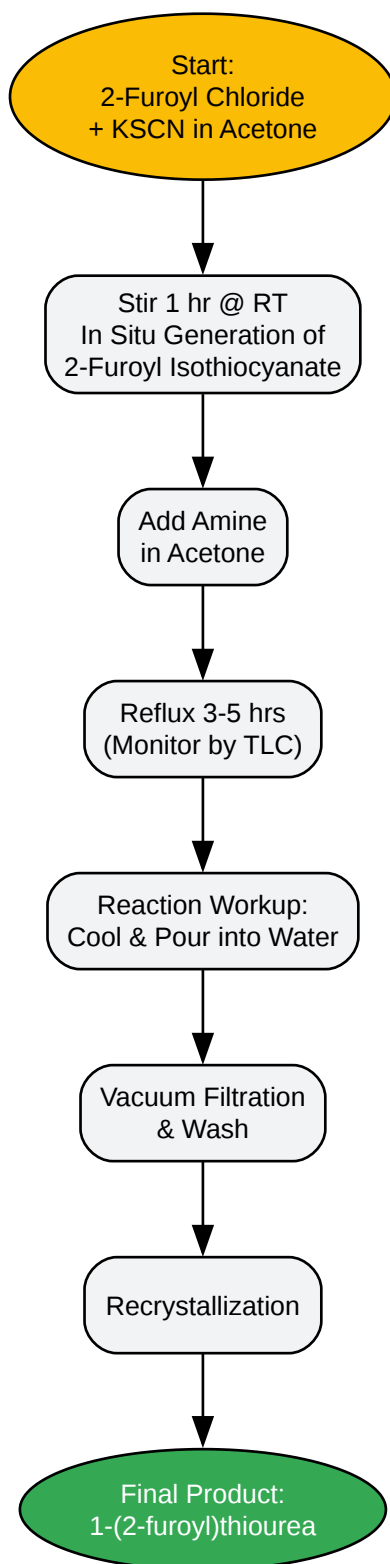 Start:
2-Furoyl Chloride
+ KSCN in Acetone
Stir 1 hr @ RT
In Situ Generation of
2-Furoyl Isothiocyanate
Add Amine
in Acetone
Reflux 3-5 hrs
(Monitor by TLC)
Reaction Workup:
Cool & Pour into Water
Vacuum Filtration
& Wash
Recrystallization
Final Product:
1-(2-furoyl)thiourea